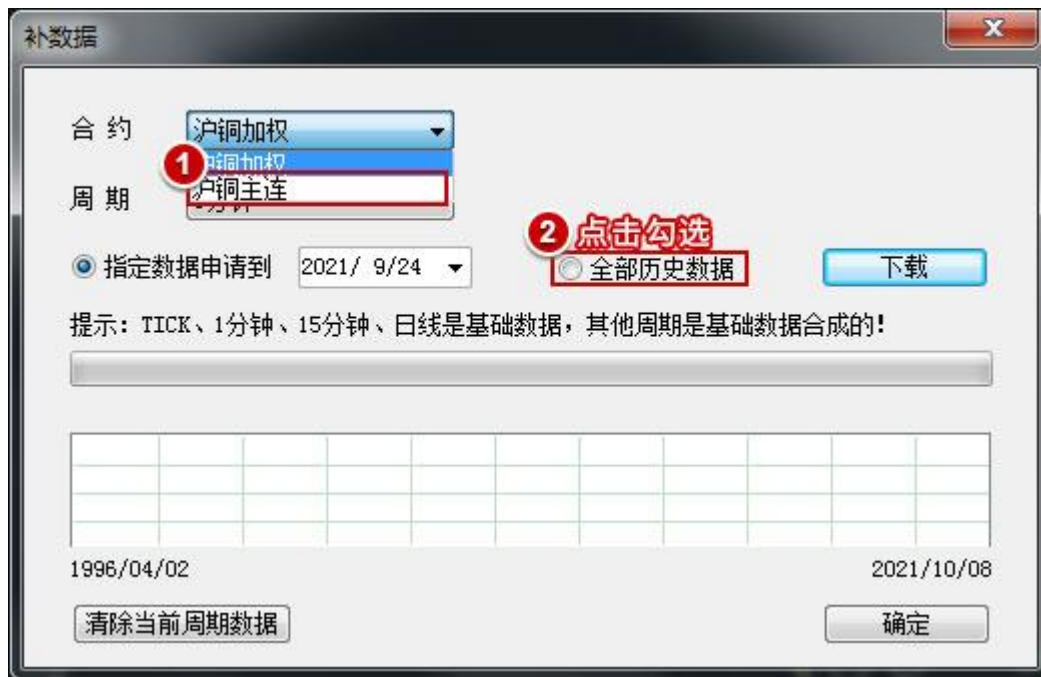 补数据
合 约
沪铜加权
1
沪铜加权
沪铜主连
周 期
2 点击勾选
指定数据申请到
2021/ 9/24
全部历史数据
下载
提示: TICK、1分钟、15分钟、日线是基础数据，其他周期是基础数据合成的!
1996/04/02
2021/10/08
清除当前周期数据
确定